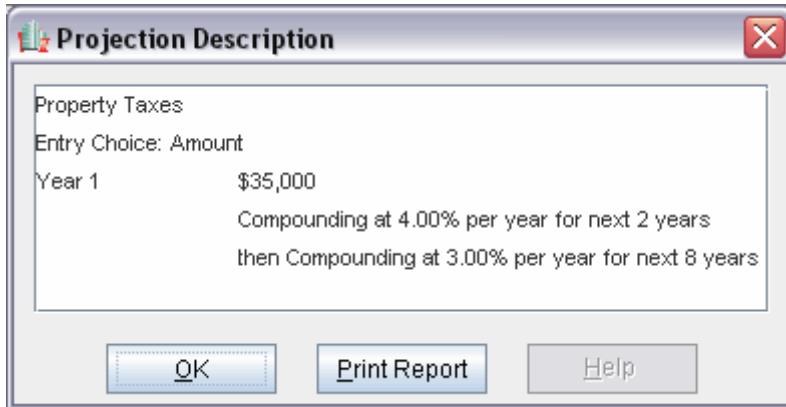 Projection Description
Property Taxes
Entry Choice: Amount
Year 1 $35,000
Compounding at 4.00% per year for next 2 years
then Compounding at 3.00% per year for next 8 years
OK Print Report Help